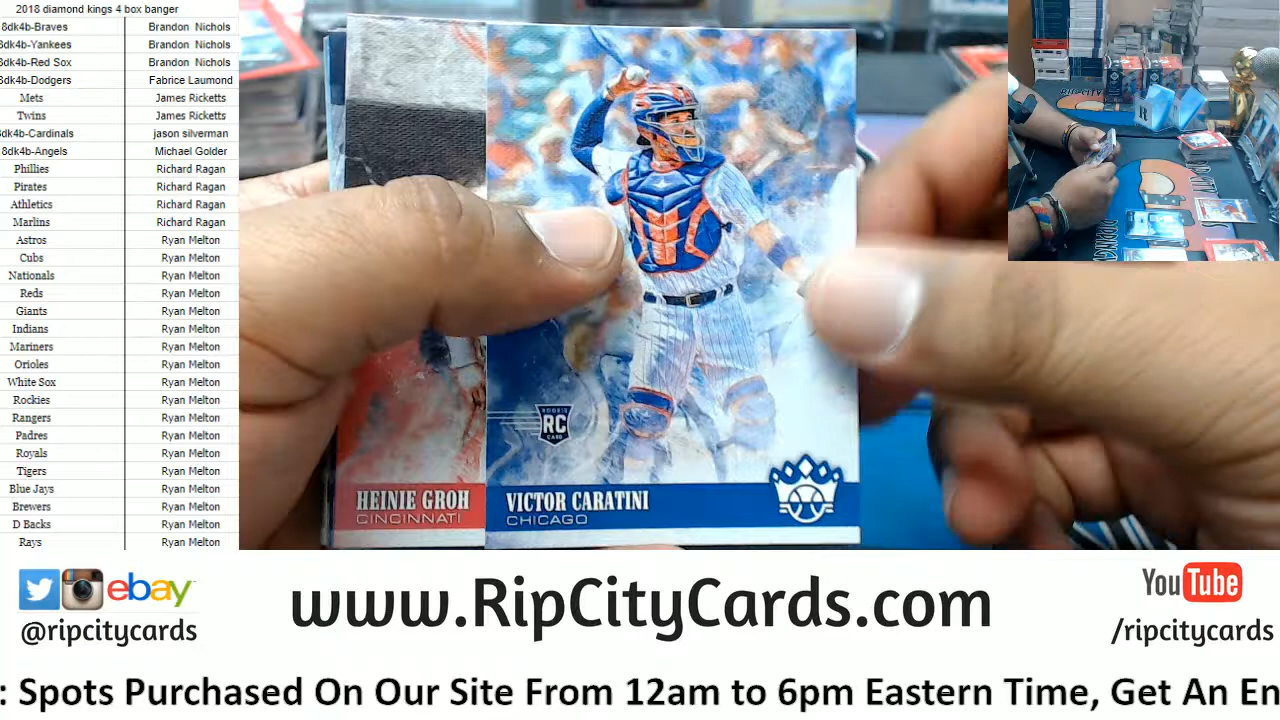 2018 diamond kings 4 box banger
8dk4b-Braves Brandon Nichols
8dk4b-Yankees Brandon Nichols
8dk4b-Red Sox Brandon Nichols
8dk4b-Dodgers Fabrice Laumond
Mets James Ricketts
Twins James Ricketts
8dk4b-Cardinals jason silverman
8dk4b-Angels Michael Golder
Phillies Richard Ragan
Pirates Richard Ragan
Athletics Richard Ragan
Marlins Richard Ragan
Astros Ryan Melton
Cubs Ryan Melton
Nationals Ryan Melton
Reds Ryan Melton
Giants Ryan Melton
Indians Ryan Melton
Mariners Ryan Melton
Orioles Ryan Melton
White Sox Ryan Melton
Rockies Ryan Melton
Rangers Ryan Melton
Padres Ryan Melton
Royals Ryan Melton
Tigers Ryan Melton
Blue Jays Ryan Melton
Brewers Ryan Melton
D Backs Ryan Melton
Rays Ryan Melton
ROOKIE
RC
CARD
HEINIE GROH
CINCINNATI
VICTOR CARATINI
CHICAGO
RIP-CITY
ebay
@ripcitycards
www.RipCityCards.com
YouTube
/ripcitycards
: Spots Purchased On Our Site From 12am to 6pm Eastern Time, Get An En